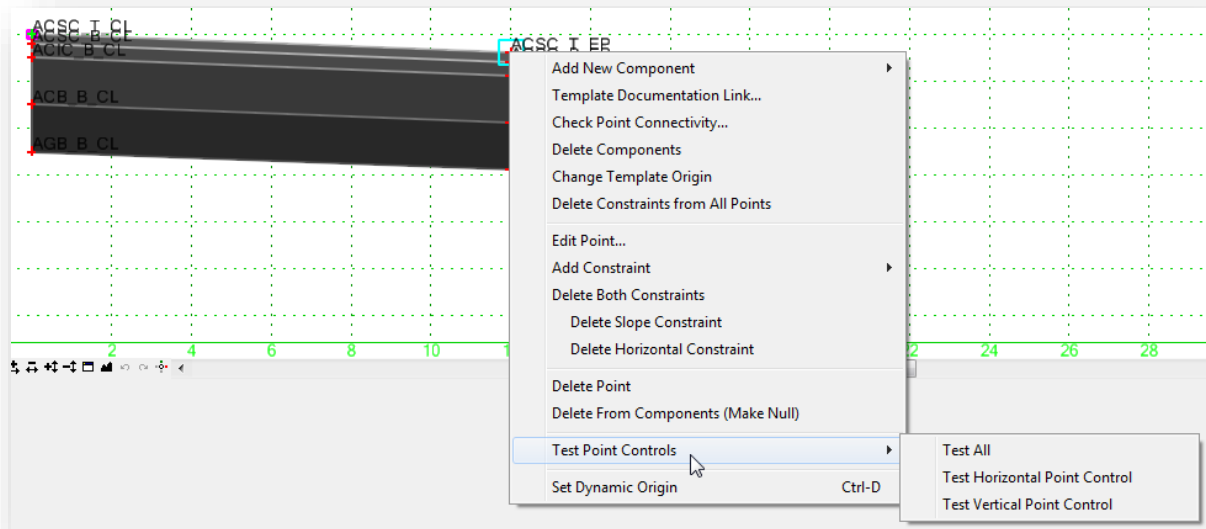 ACSC_T_CL
ACSC_B_CL
ACIC_B_CL
ACB_B_CL
AGB_B_CL
ACSC_T_EP
Add New Component
Template Documentation Link...
Check Point Connectivity...
Delete Components
Change Template Origin
Delete Constraints from All Points
Edit Point...
Add Constraint
Delete Both Constraints
Delete Slope Constraint
Delete Horizontal Constraint
Delete Point
Delete From Components (Make Null)
Test Point Controls
Set Dynamic Origin Ctrl-D
Test All
Test Horizontal Point Control
Test Vertical Point Control
2 4 6 8 10 24 26 28